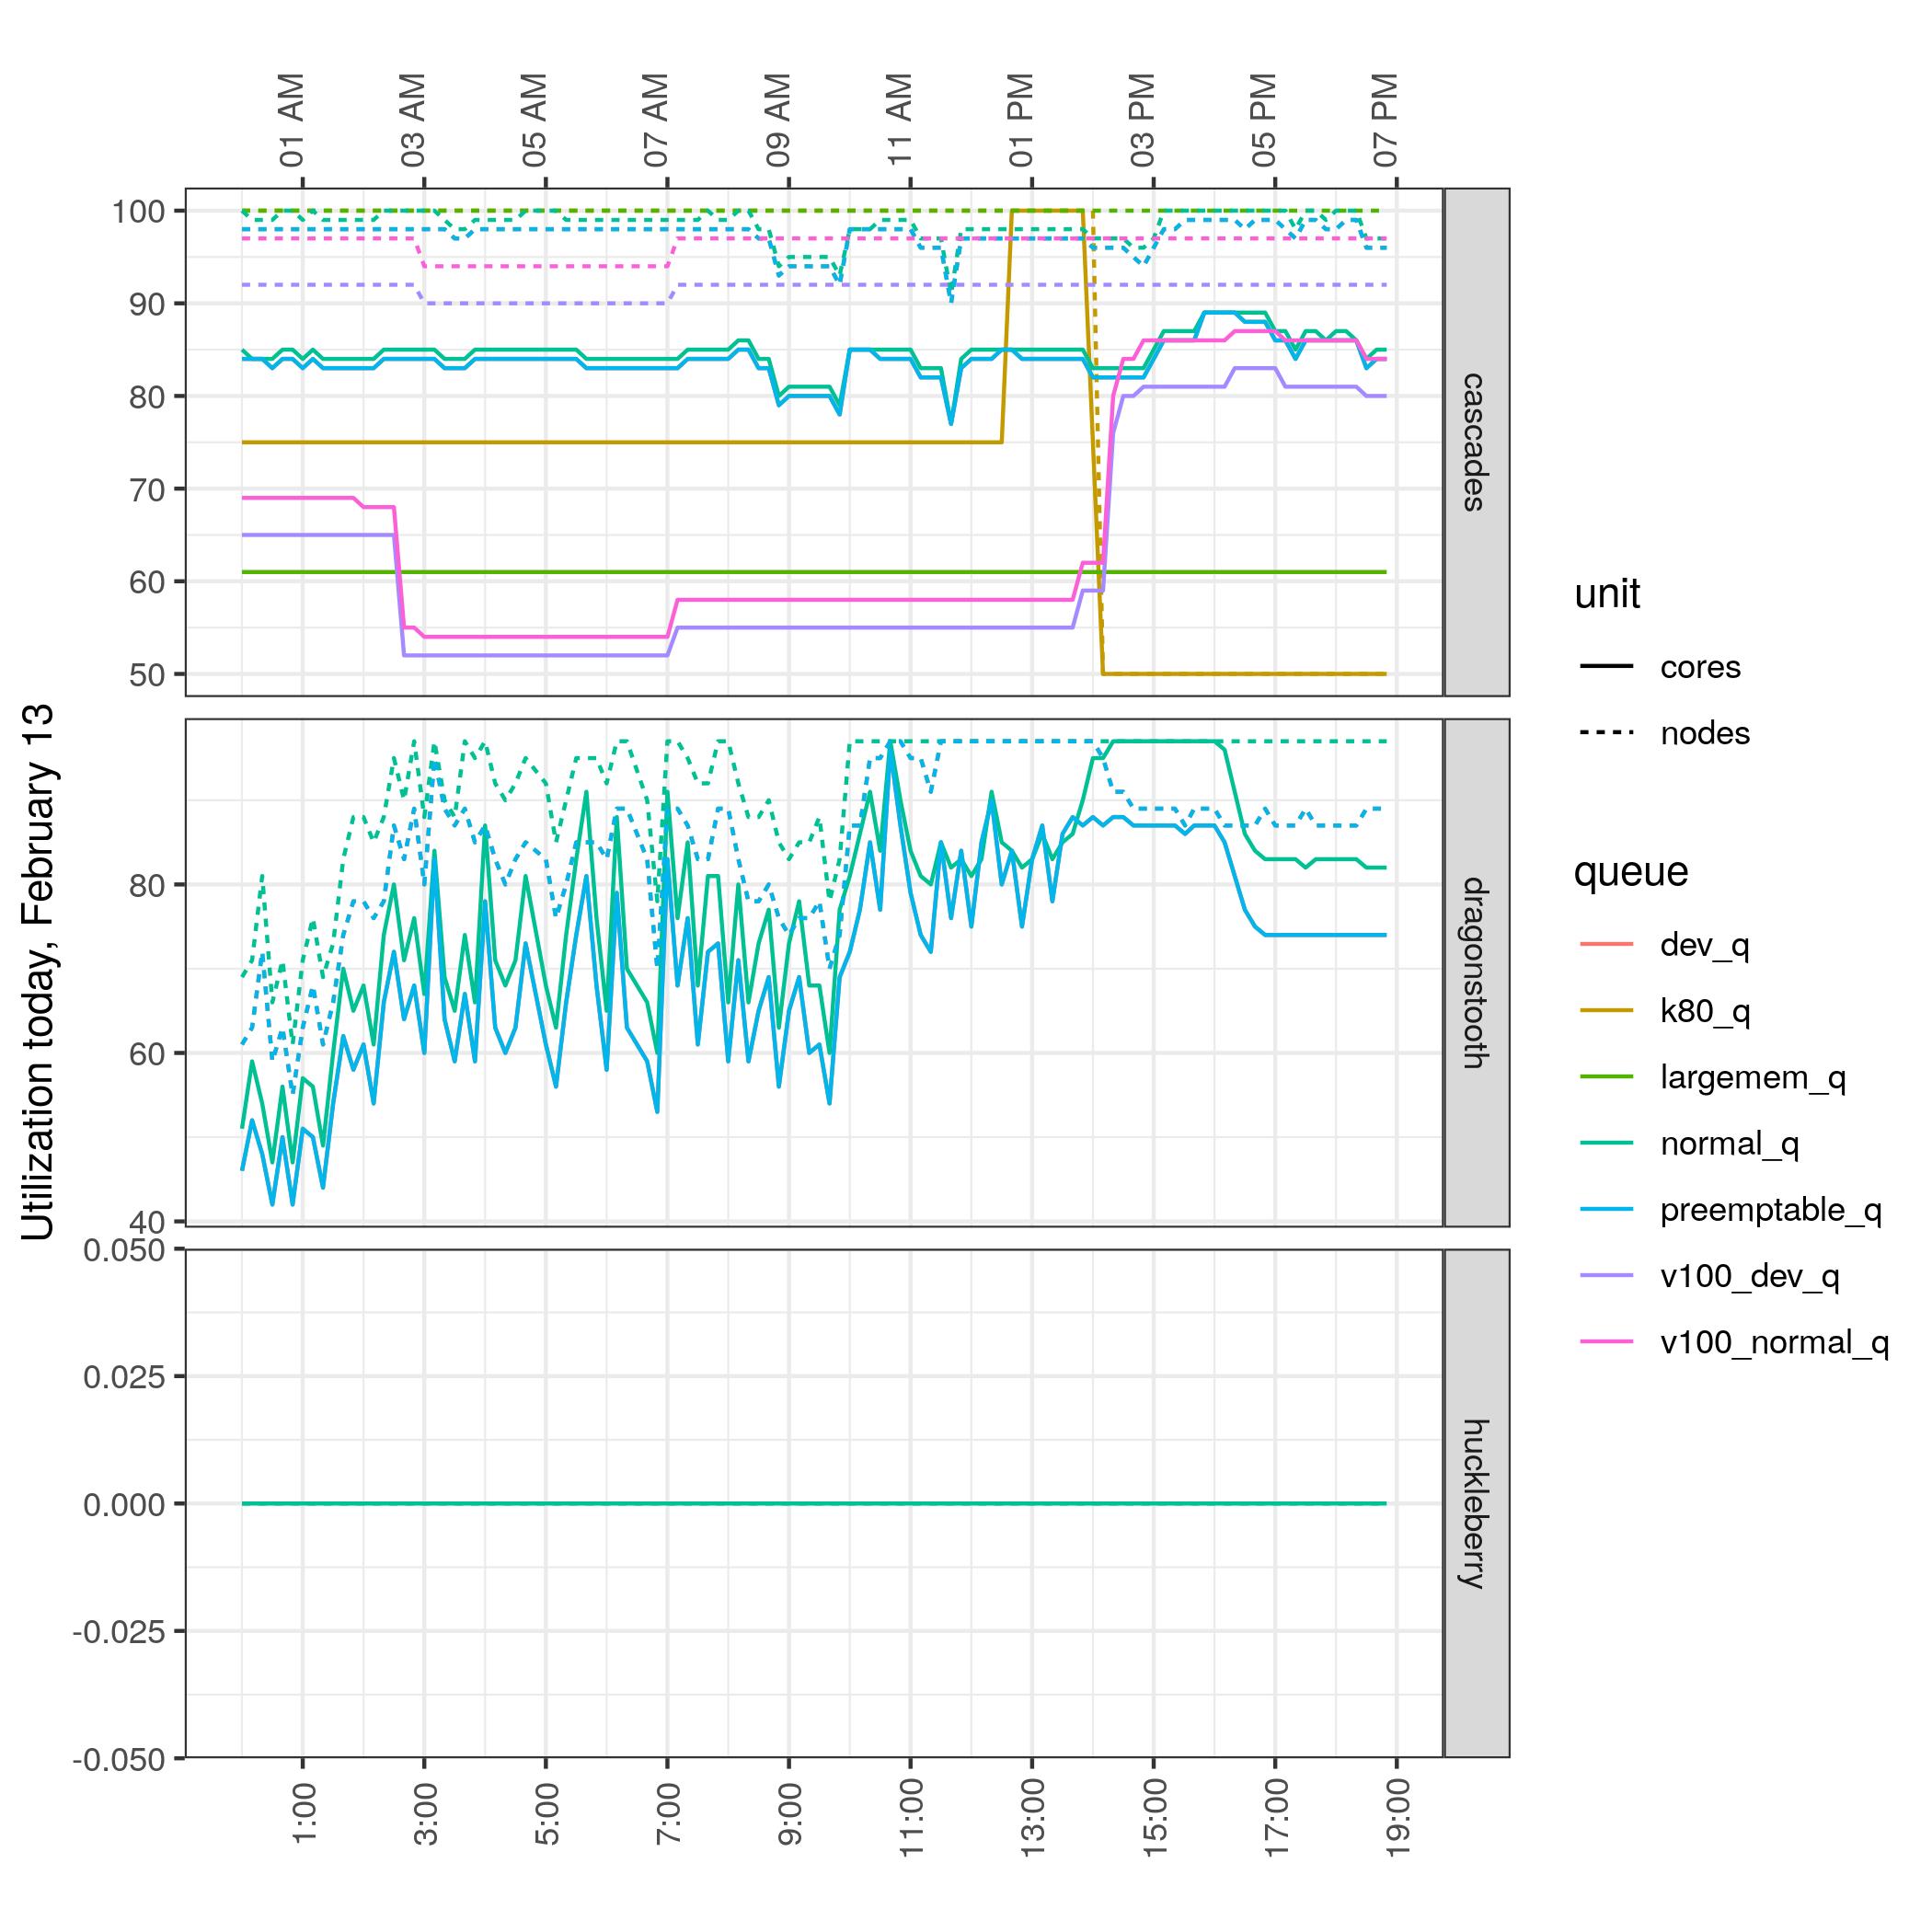 01 AM
03 AM
05 AM
07 AM
09 AM
11 AM
01 PM
03 PM
05 PM
07 PM
Utilization today, February 13
100
90
80
70
60
50
cascades
80
60
40
dragonstooth
0.050
0.025
0.000
-0.025
-0.050
huckleberry
1:00
3:00
5:00
7:00
9:00
11:00
13:00
15:00
17:00
19:00
unit
cores
nodes
queue
dev_q
k80_q
largemem_q
normal_q
preemptable_q
v100_dev_q
v100_normal_q